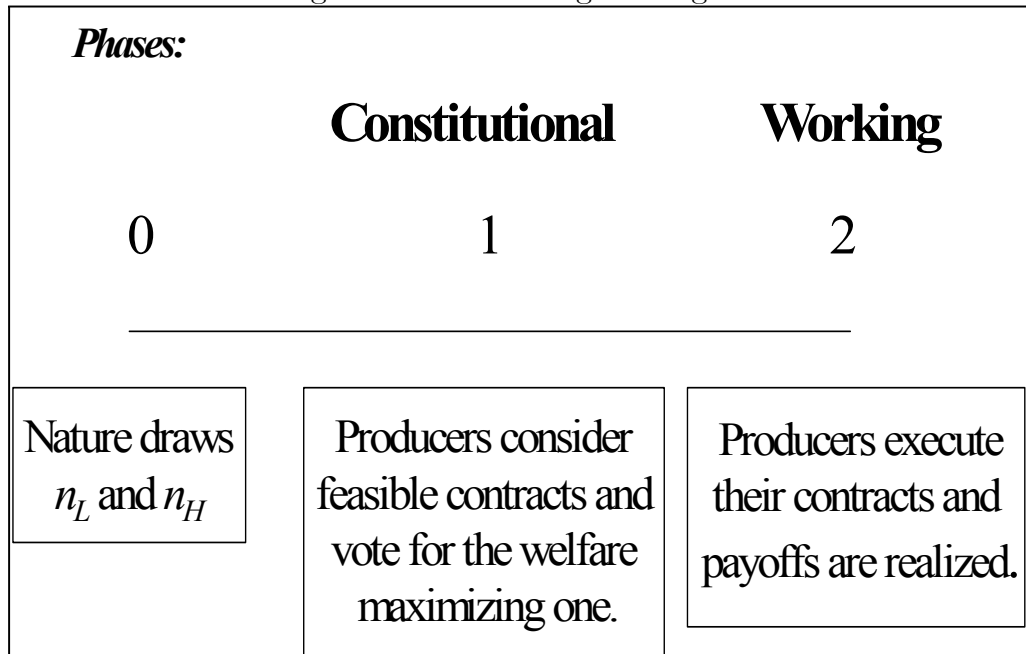 Phases:
Constitutional Working
0 1 2
Nature draws
n_L and n_H
Producers consider
feasible contracts and
vote for the welfare
maximizing one.
Producers execute
their contracts and
payoffs are realized.